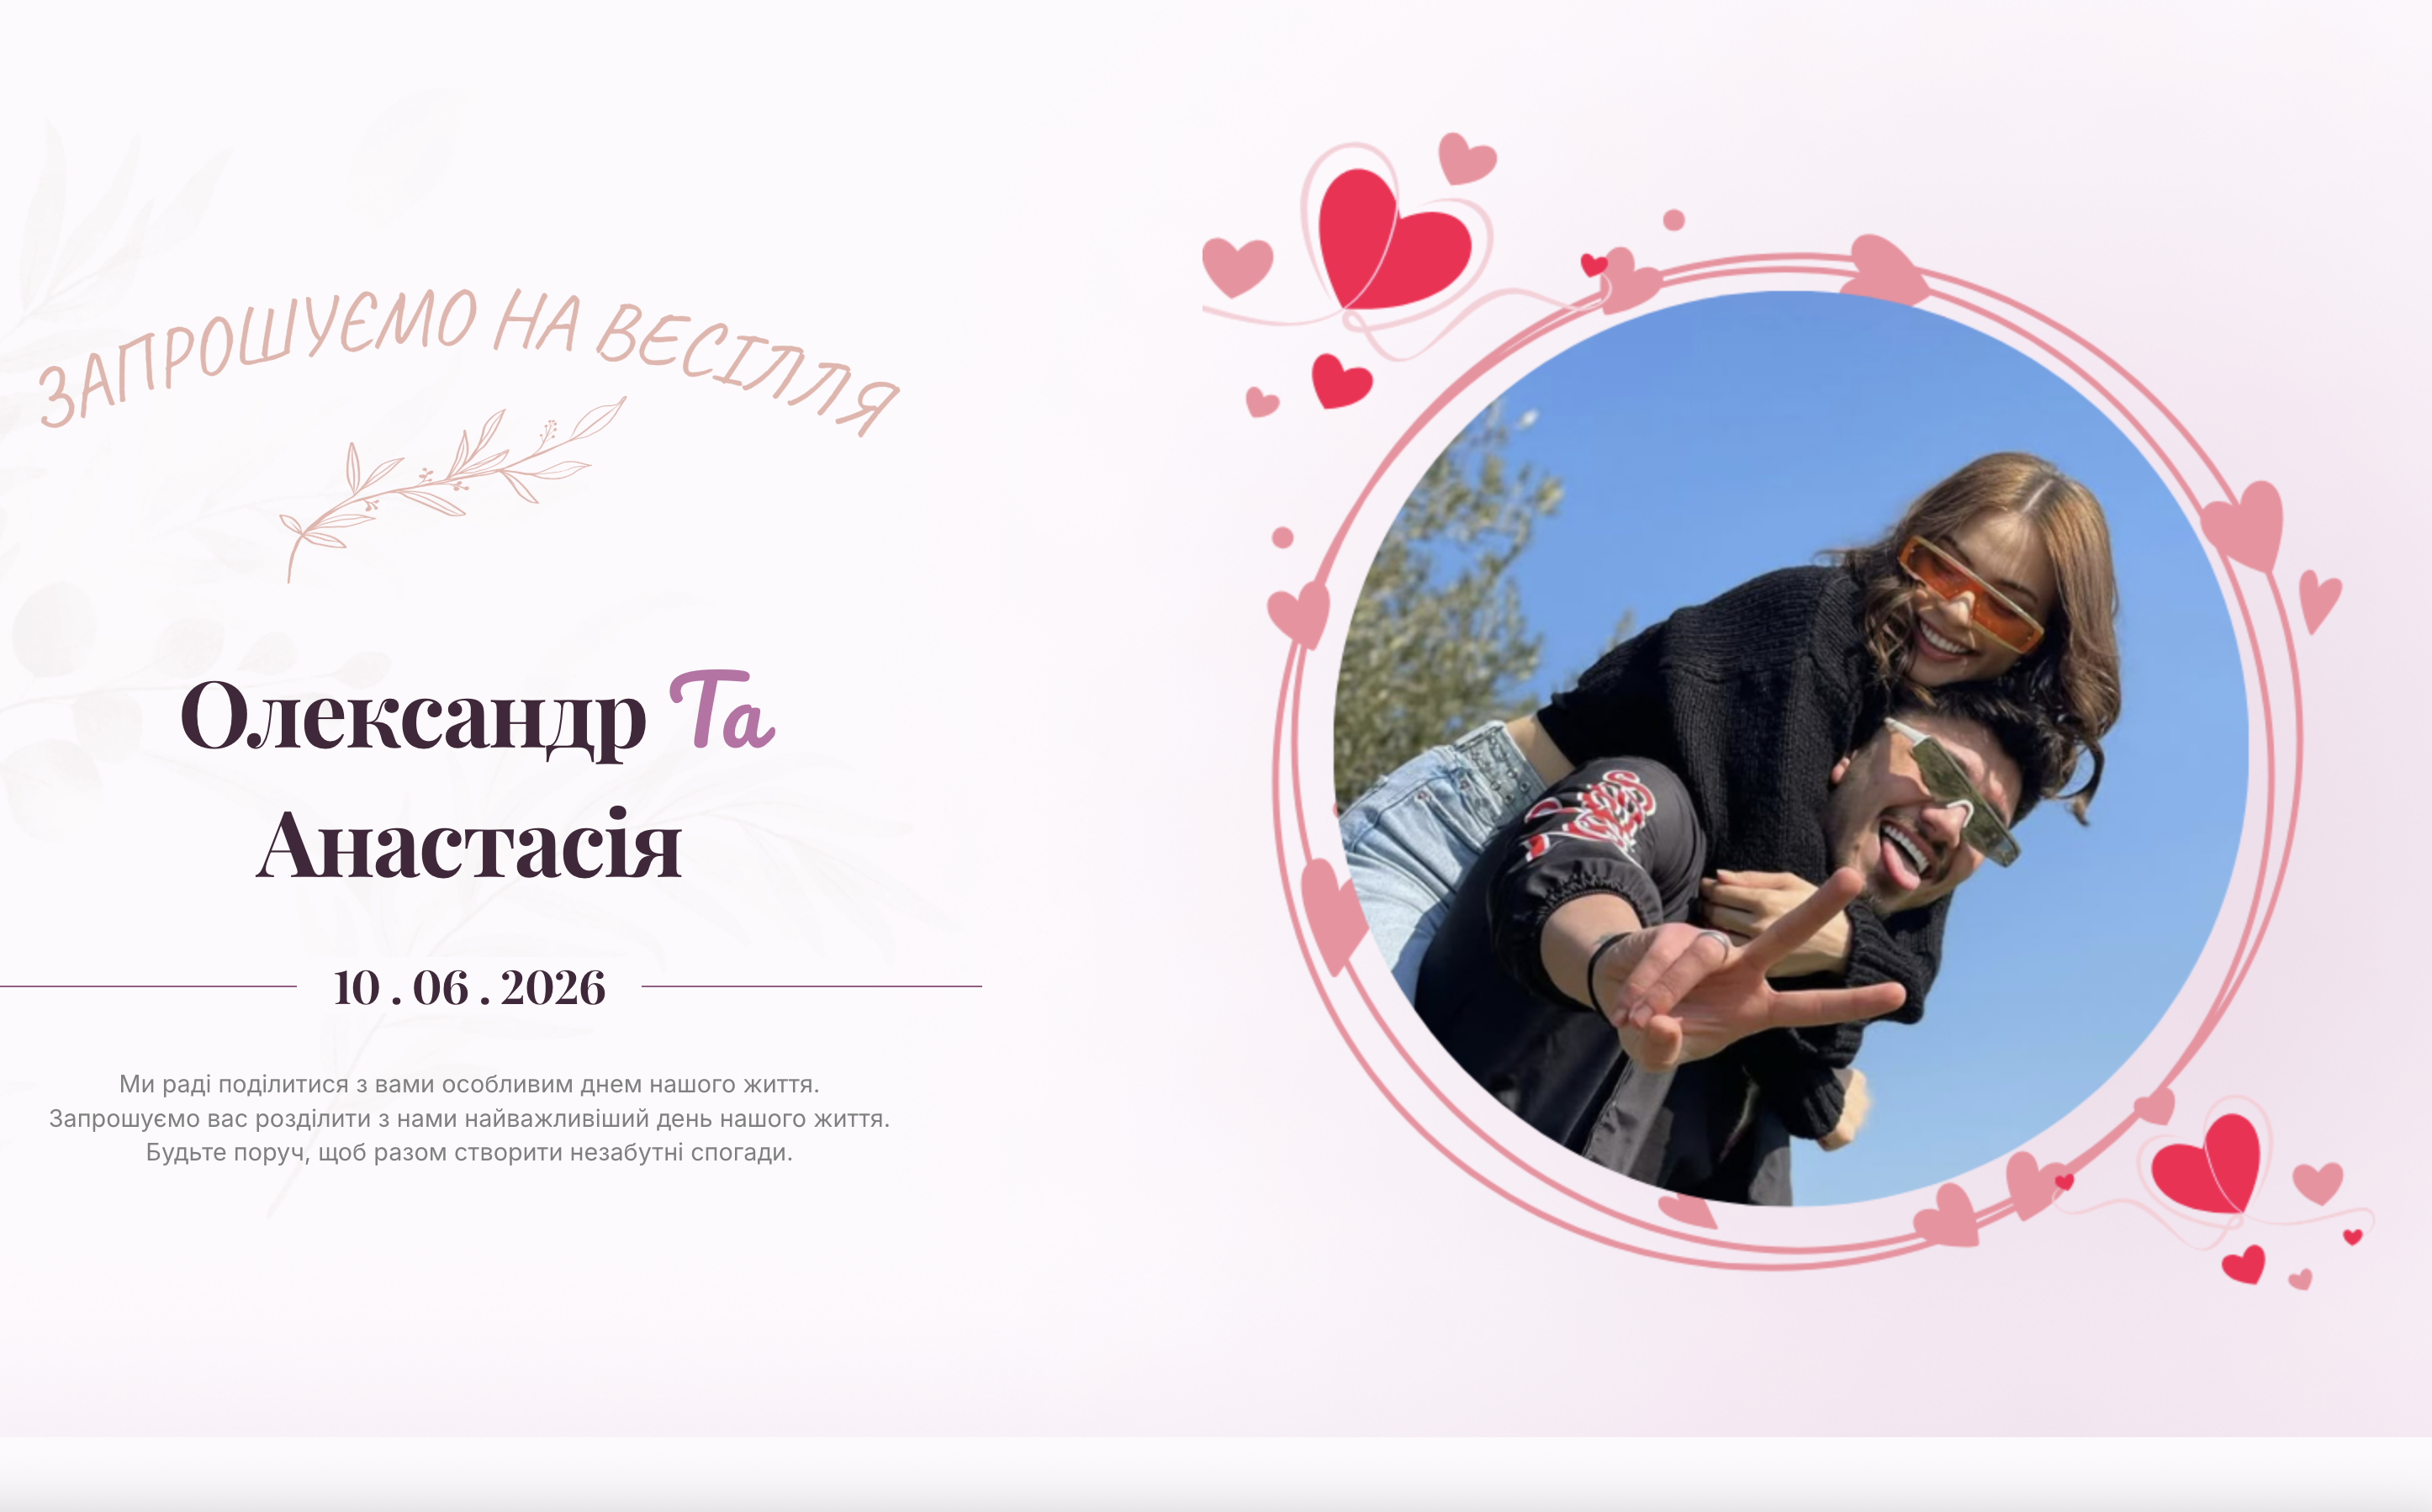 ЗАПРОШУЄМО НА ВЕСІЛЛЯ
Олександр Та
Анастасія
10 . 06 . 2026
Ми раді поділитися з вами особливим днем нашого життя.
Запрошуємо вас розділити з нами найважливіший день нашого життя.
Будьте поруч, щоб разом створити незабутні спогади.